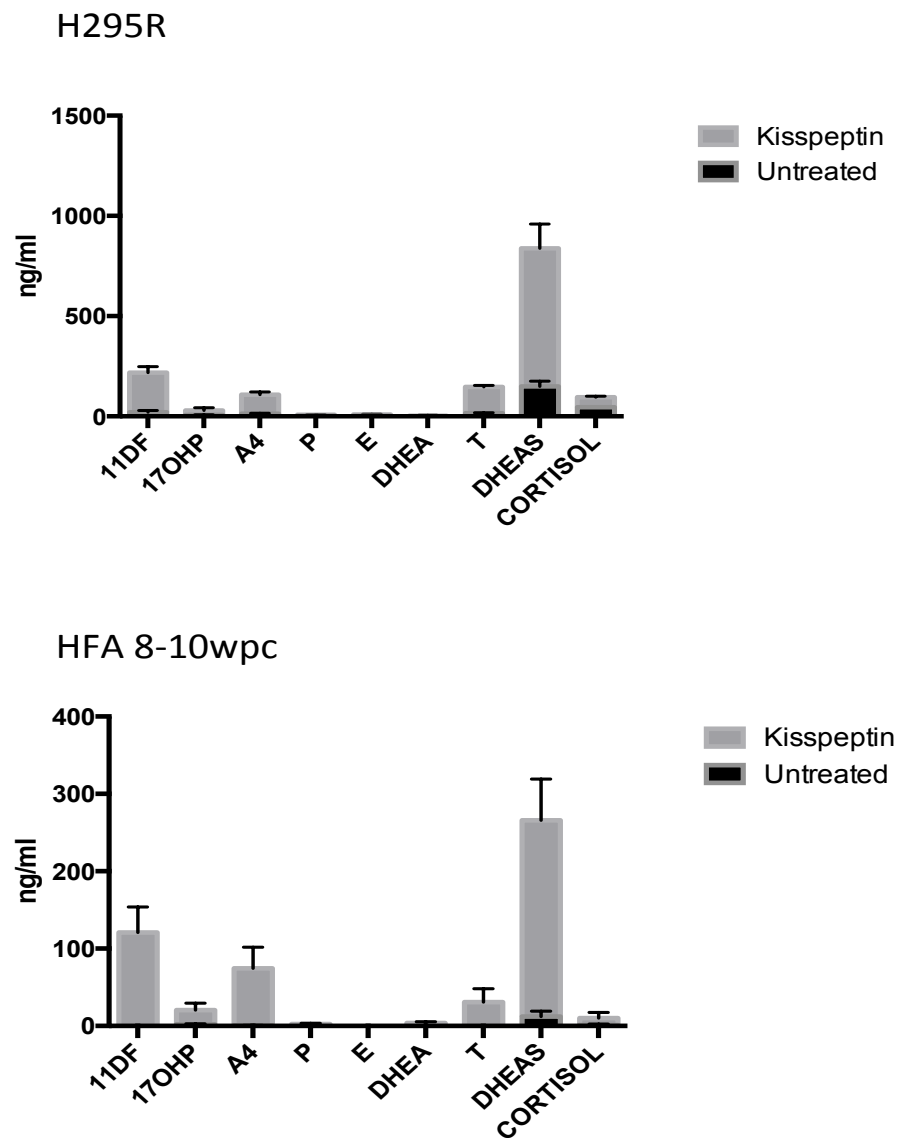 H295R
1500
1000
500
0
ng/ml
11DF
17OHP
A4
P
E
DHEA
T
DHEAS
CORTISOL
Kisspeptin
Untreated
HFA 8-10wpc
400
300
200
100
0
ng/ml
11DF
17OHP
A4
P
E
DHEA
T
DHEAS
CORTISOL
Kisspeptin
Untreated